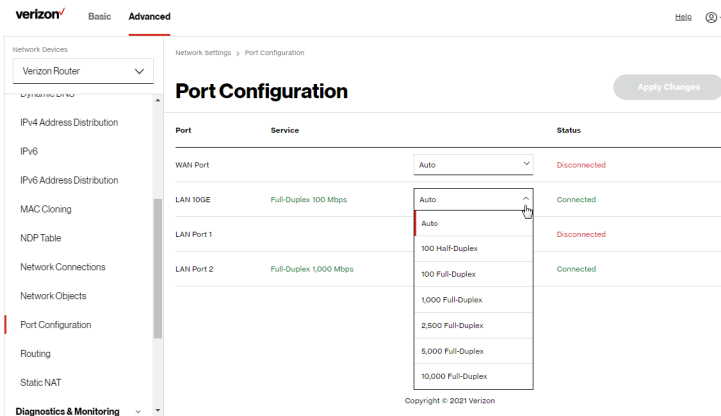 verizon✓ Basic Advanced Help
Network Devices
Verizon Router
Dynamic DNS
IPv4 Address Distribution
IPv6
IPv6 Address Distribution
MAC Cloning
NDP Table
Network Connections
Network Objects
Port Configuration
Routing
Static NAT
Diagnostics & Monitoring
Network Settings > Port Configuration
Port Configuration
Apply Changes
Port Service Status
WAN Port Auto Disconnected
LAN 10GE Full-Duplex 100 Mbps Auto Connected
Auto
LAN Port 1 Disconnected
100 Half-Duplex
LAN Port 2 Full-Duplex 1,000 Mbps Connected
100 Full-Duplex
1,000 Full-Duplex
2,500 Full-Duplex
5,000 Full-Duplex
10,000 Full-Duplex
Copyright © 2021 Verizon